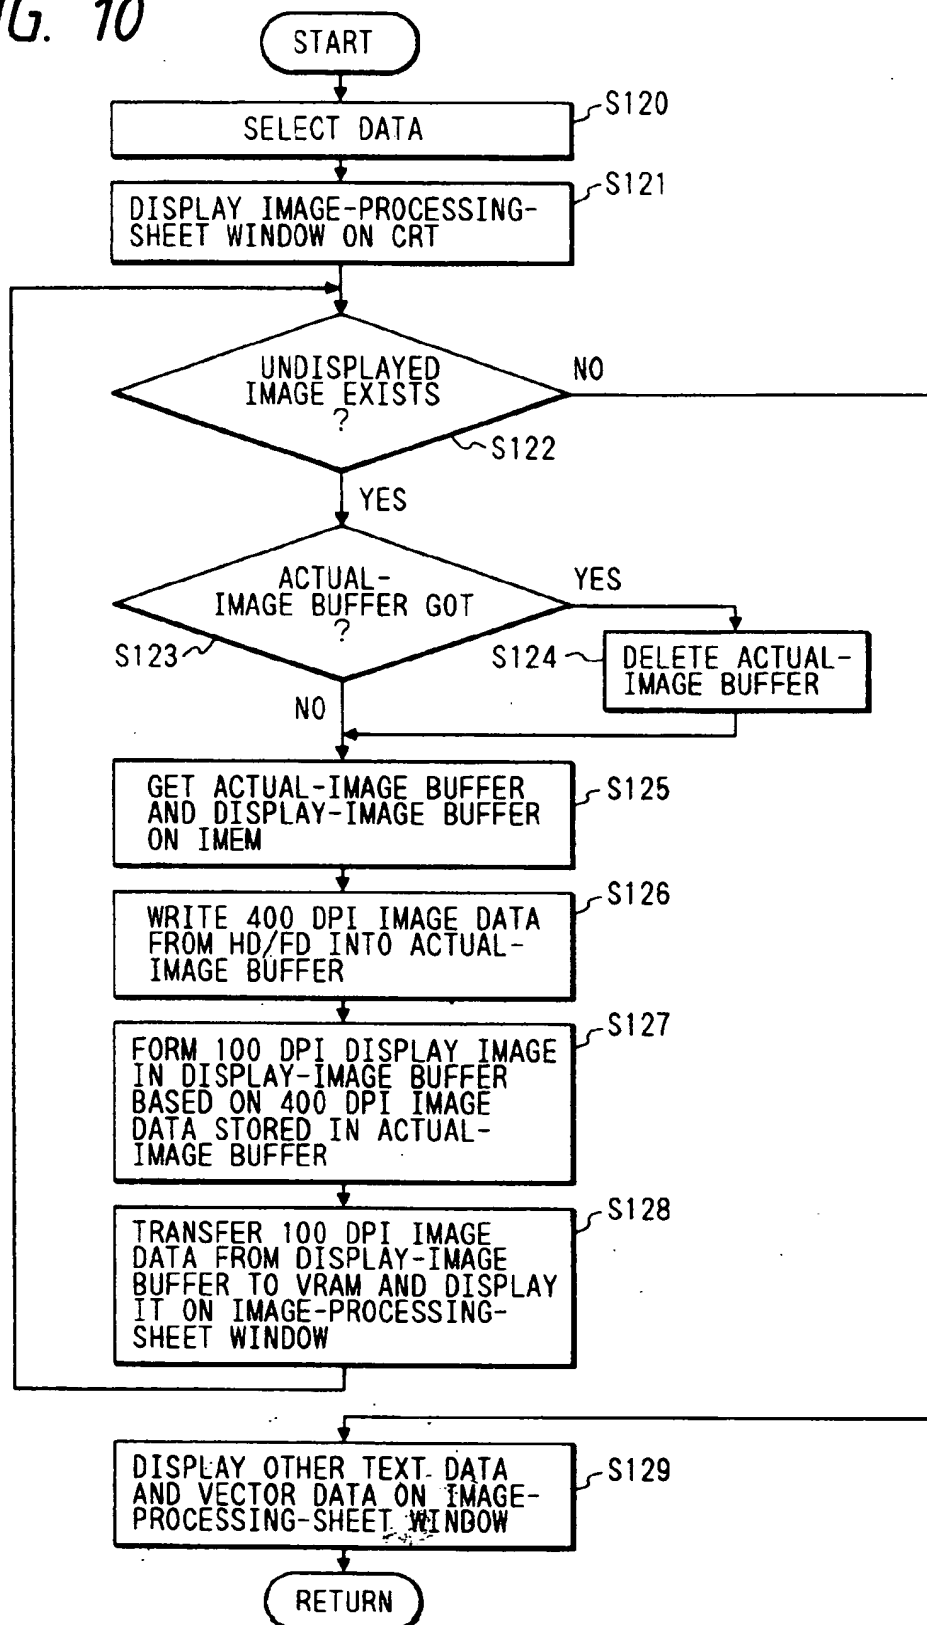 FIG. 10
START
SELECT DATA
S120
DISPLAY IMAGE-PROCESSING-
SHEET WINDOW ON CRT
S121
UNDISPLAYED
IMAGE EXISTS
?
NO
S122
YES
ACTUAL-
IMAGE BUFFER GOT
?
YES
S123
S124
DELETE ACTUAL-
IMAGE BUFFER
NO
GET ACTUAL-IMAGE BUFFER
AND DISPLAY-IMAGE BUFFER
ON IMEM
S125
WRITE 400 DPI IMAGE DATA
FROM HD/FD INTO ACTUAL-
IMAGE BUFFER
S126
FORM 100 DPI DISPLAY IMAGE
IN DISPLAY-IMAGE BUFFER
BASED ON 400 DPI IMAGE
DATA STORED IN ACTUAL-
IMAGE BUFFER
S127
TRANSFER 100 DPI IMAGE
DATA FROM DISPLAY-IMAGE
BUFFER TO VRAM AND DISPLAY
IT ON IMAGE-PROCESSING-
SHEET WINDOW
S128
DISPLAY OTHER TEXT DATA
AND VECTOR DATA ON IMAGE-
PROCESSING-SHEET WINDOW
S129
RETURN